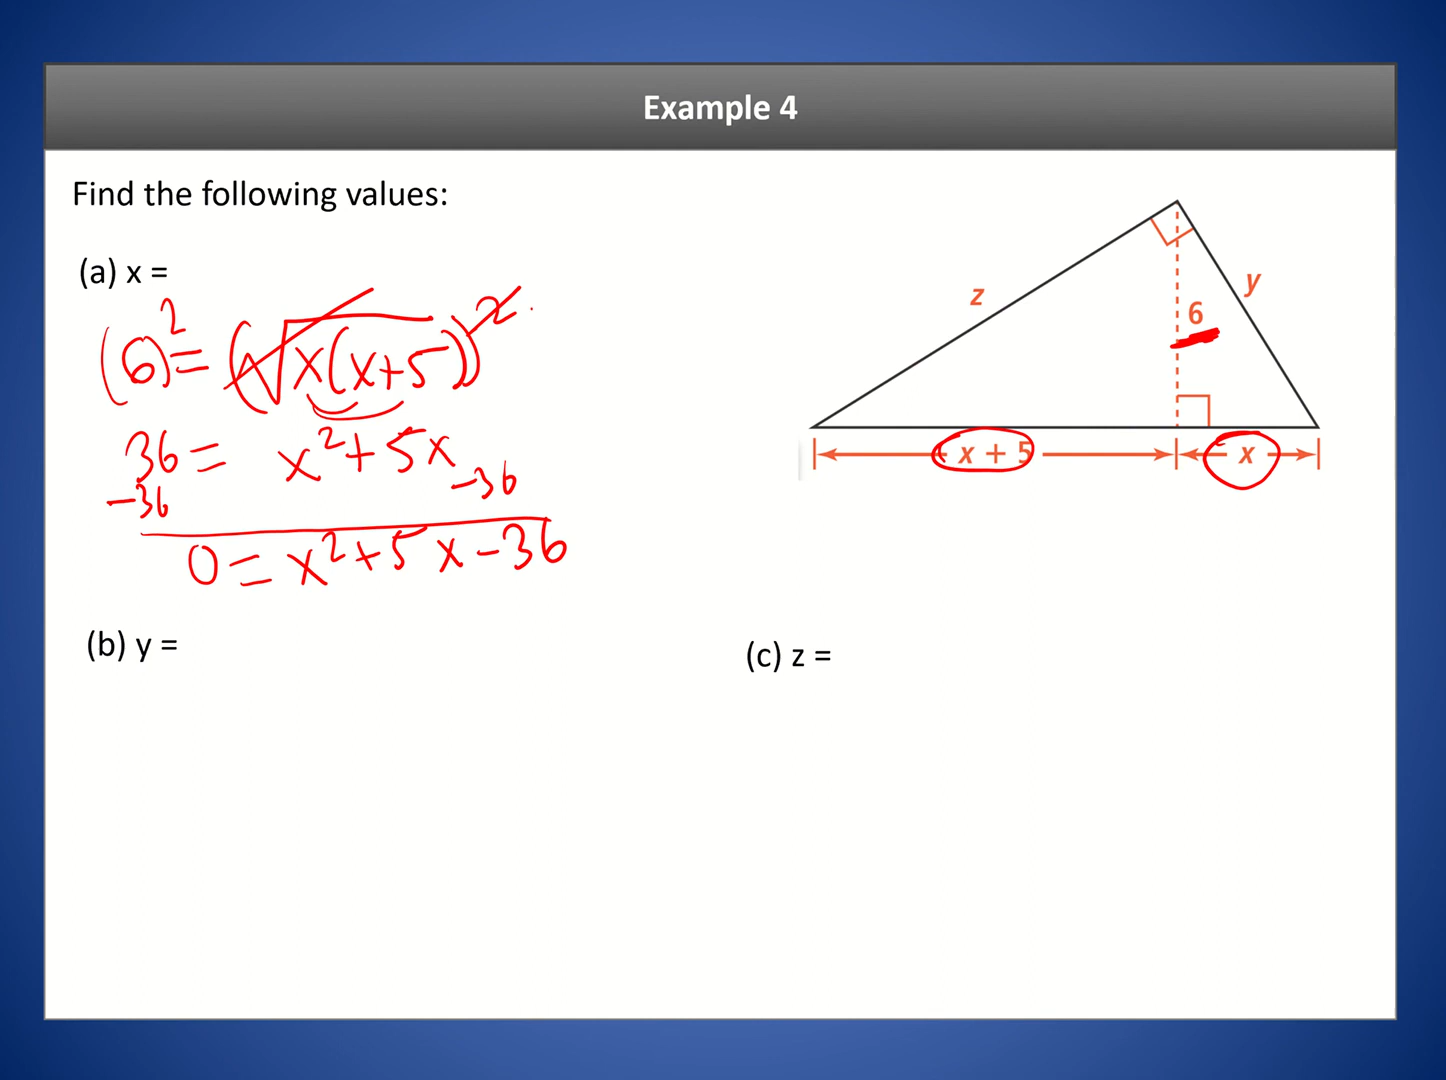 Example 4
Find the following values:
(a) x =
(6)² = (√x(x+5))²
36 = x² + 5x
-36 -36
0 = x² + 5x - 36
z
y
6
x + 5
x
(b) y =
(c) z =